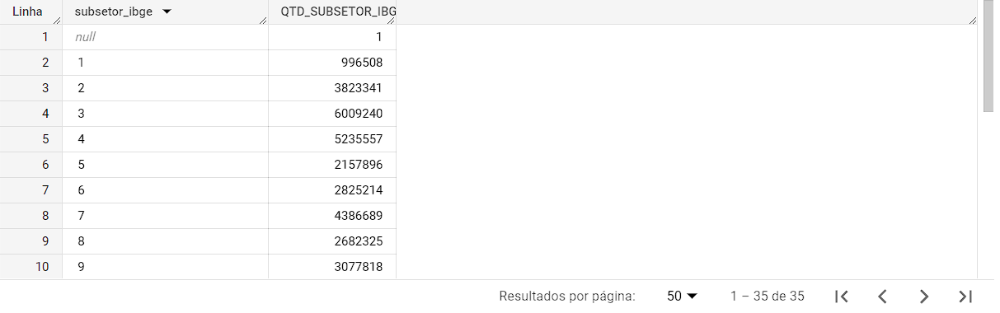 Linha subsetor_ibge QTD_SUBSETOR_IBG
1 null 1
2 1 996508
3 2 3823341
4 3 6009240
5 4 5235557
6 5 2157896
7 6 2825214
8 7 4386689
9 8 2682325
10 9 3077818
Resultados por página: 50 1 – 35 de 35